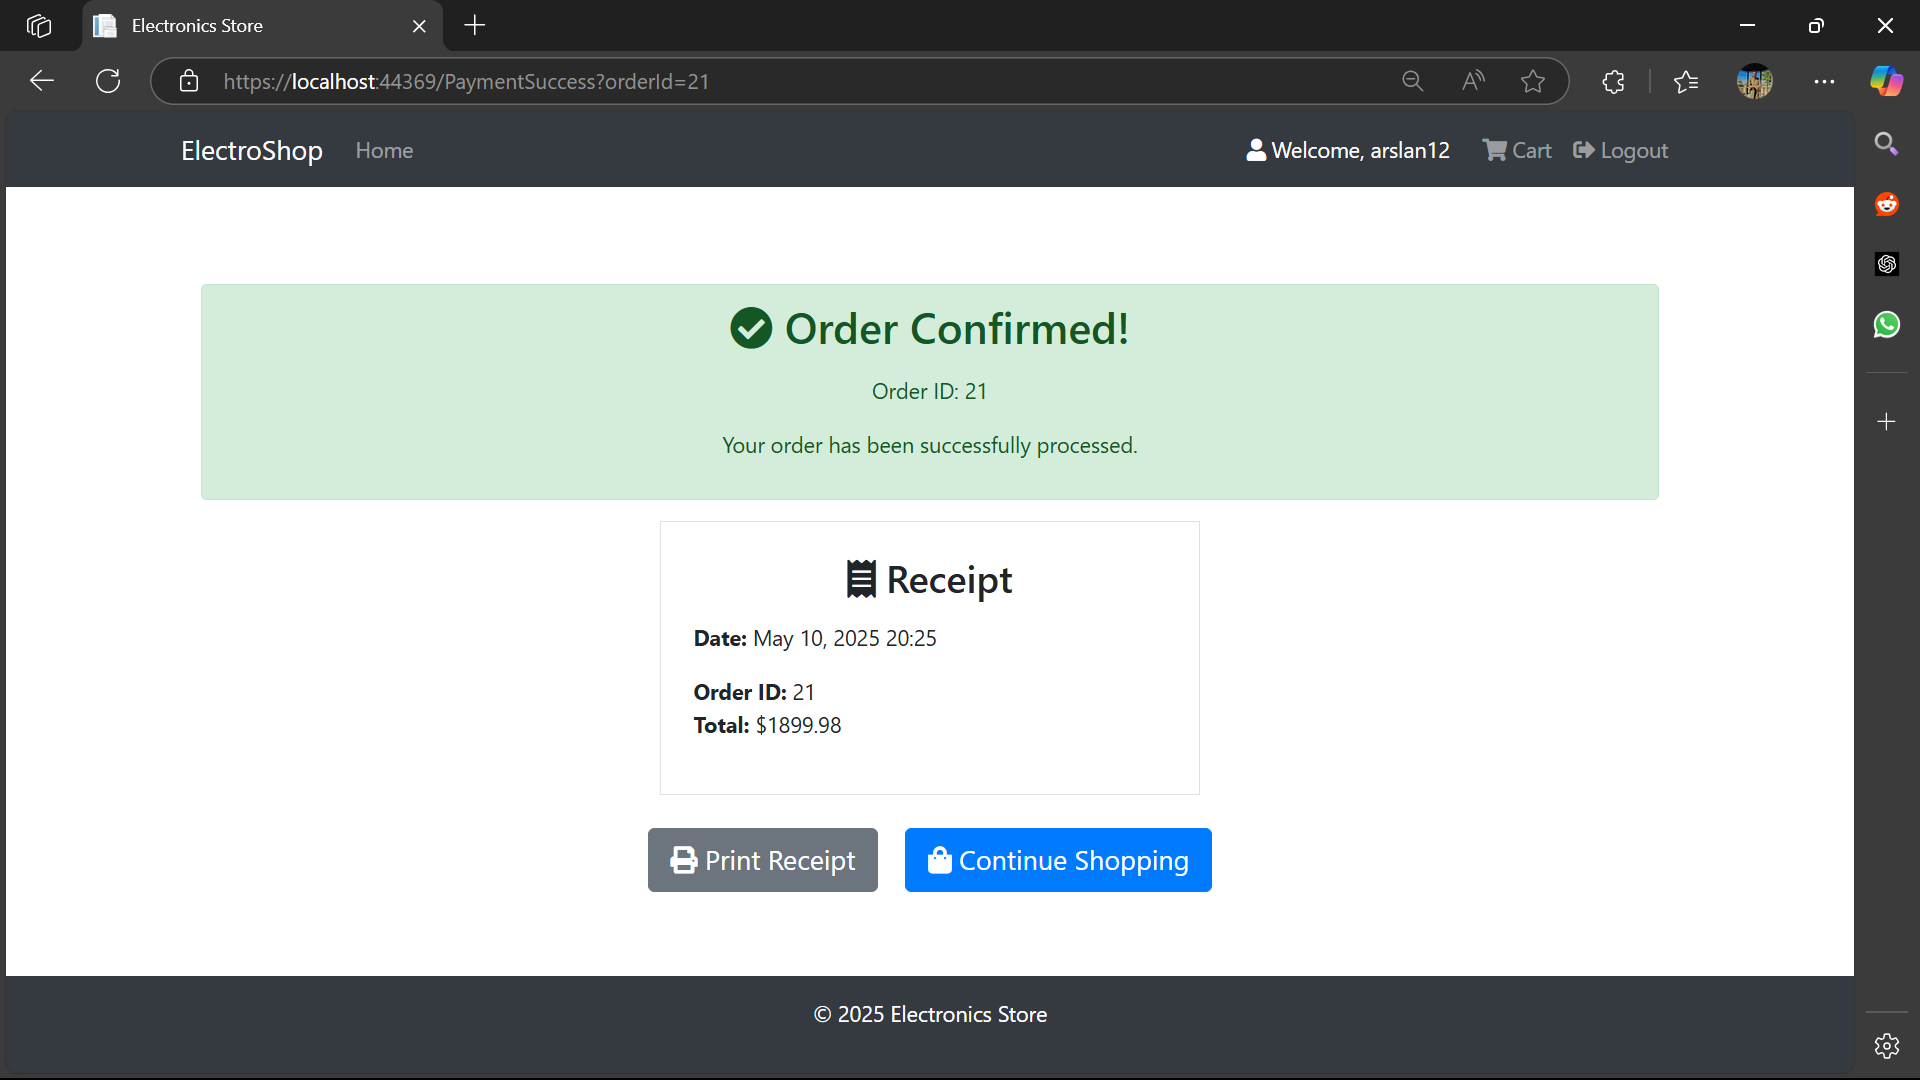 Electronics Store
https://localhost:44369/PaymentSuccess?orderId=21
ElectroShop Home Welcome, arslan12 Cart Logout
Order Confirmed!
Order ID: 21
Your order has been successfully processed.
Receipt
Date: May 10, 2025 20:25
Order ID: 21
Total: $1899.98
Print Receipt Continue Shopping
© 2025 Electronics Store